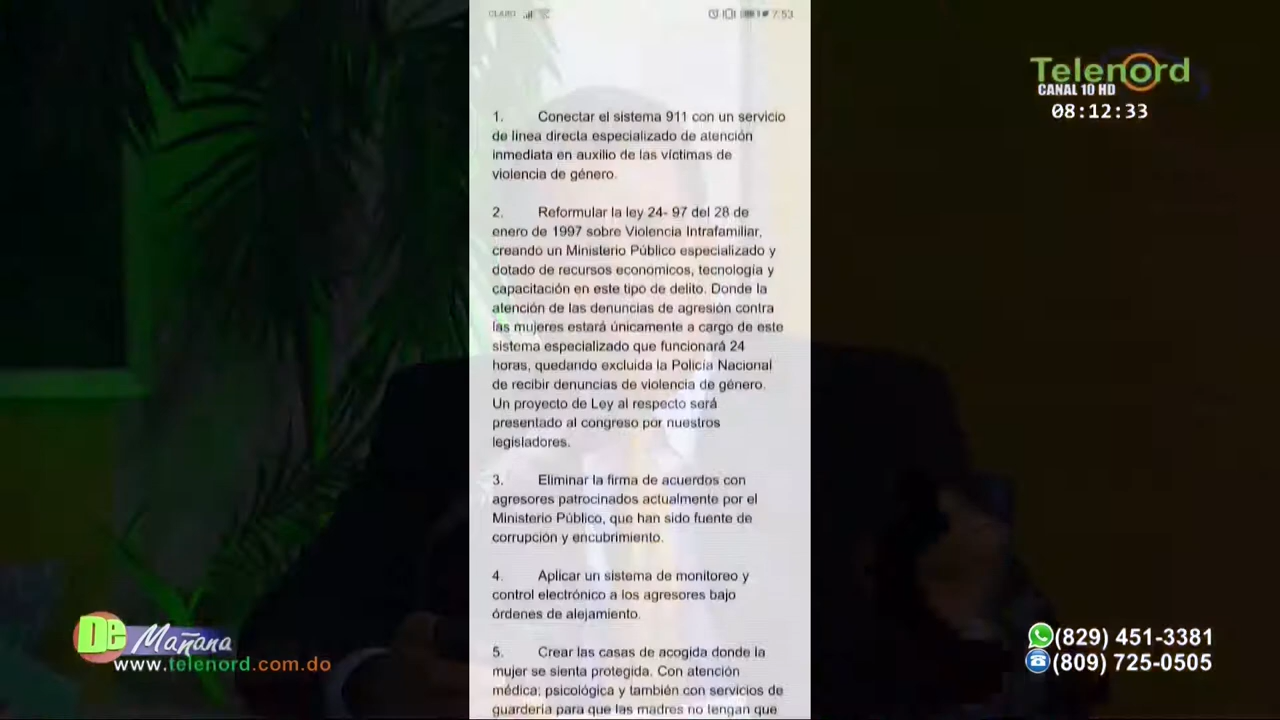 CLARO 7:53
Telenord
CANAL 10 HD
08:12:33
1. Conectar el sistema 911 con un servicio
de linea directa especializado de atención
inmediata en auxilio de las víctimas de
violencia de género.
2. Reformular la ley 24- 97 del 28 de
enero de 1997 sobre Violencia Intrafamiliar,
creando un Ministerio Público especializado y
dotado de recursos económicos, tecnología y
capacitación en este tipo de delito. Donde la
atención de las denuncias de agresión contra
las mujeres estará únicamente a cargo de este
sistema especializado que funcionará 24
horas, quedando excluida la Policía Nacional
de recibir denuncias de violencia de género.
Un proyecto de Ley al respecto será
presentado al congreso por nuestros
legisladores.
3. Eliminar la firma de acuerdos con
agresores patrocinados actualmente por el
Ministerio Público, que han sido fuente de
corrupción y encubrimiento.
4. Aplicar un sistema de monitoreo y
control electrónico a los agresores bajo
órdenes de alejamiento.
5. Crear las casas de acogida donde la
mujer se sienta protegida. Con atención
médica; psicológica y también con servicios de
guardería para que las madres no tengan que
De Mañana
www.telenord.com.do
(829) 451-3381
(809) 725-0505